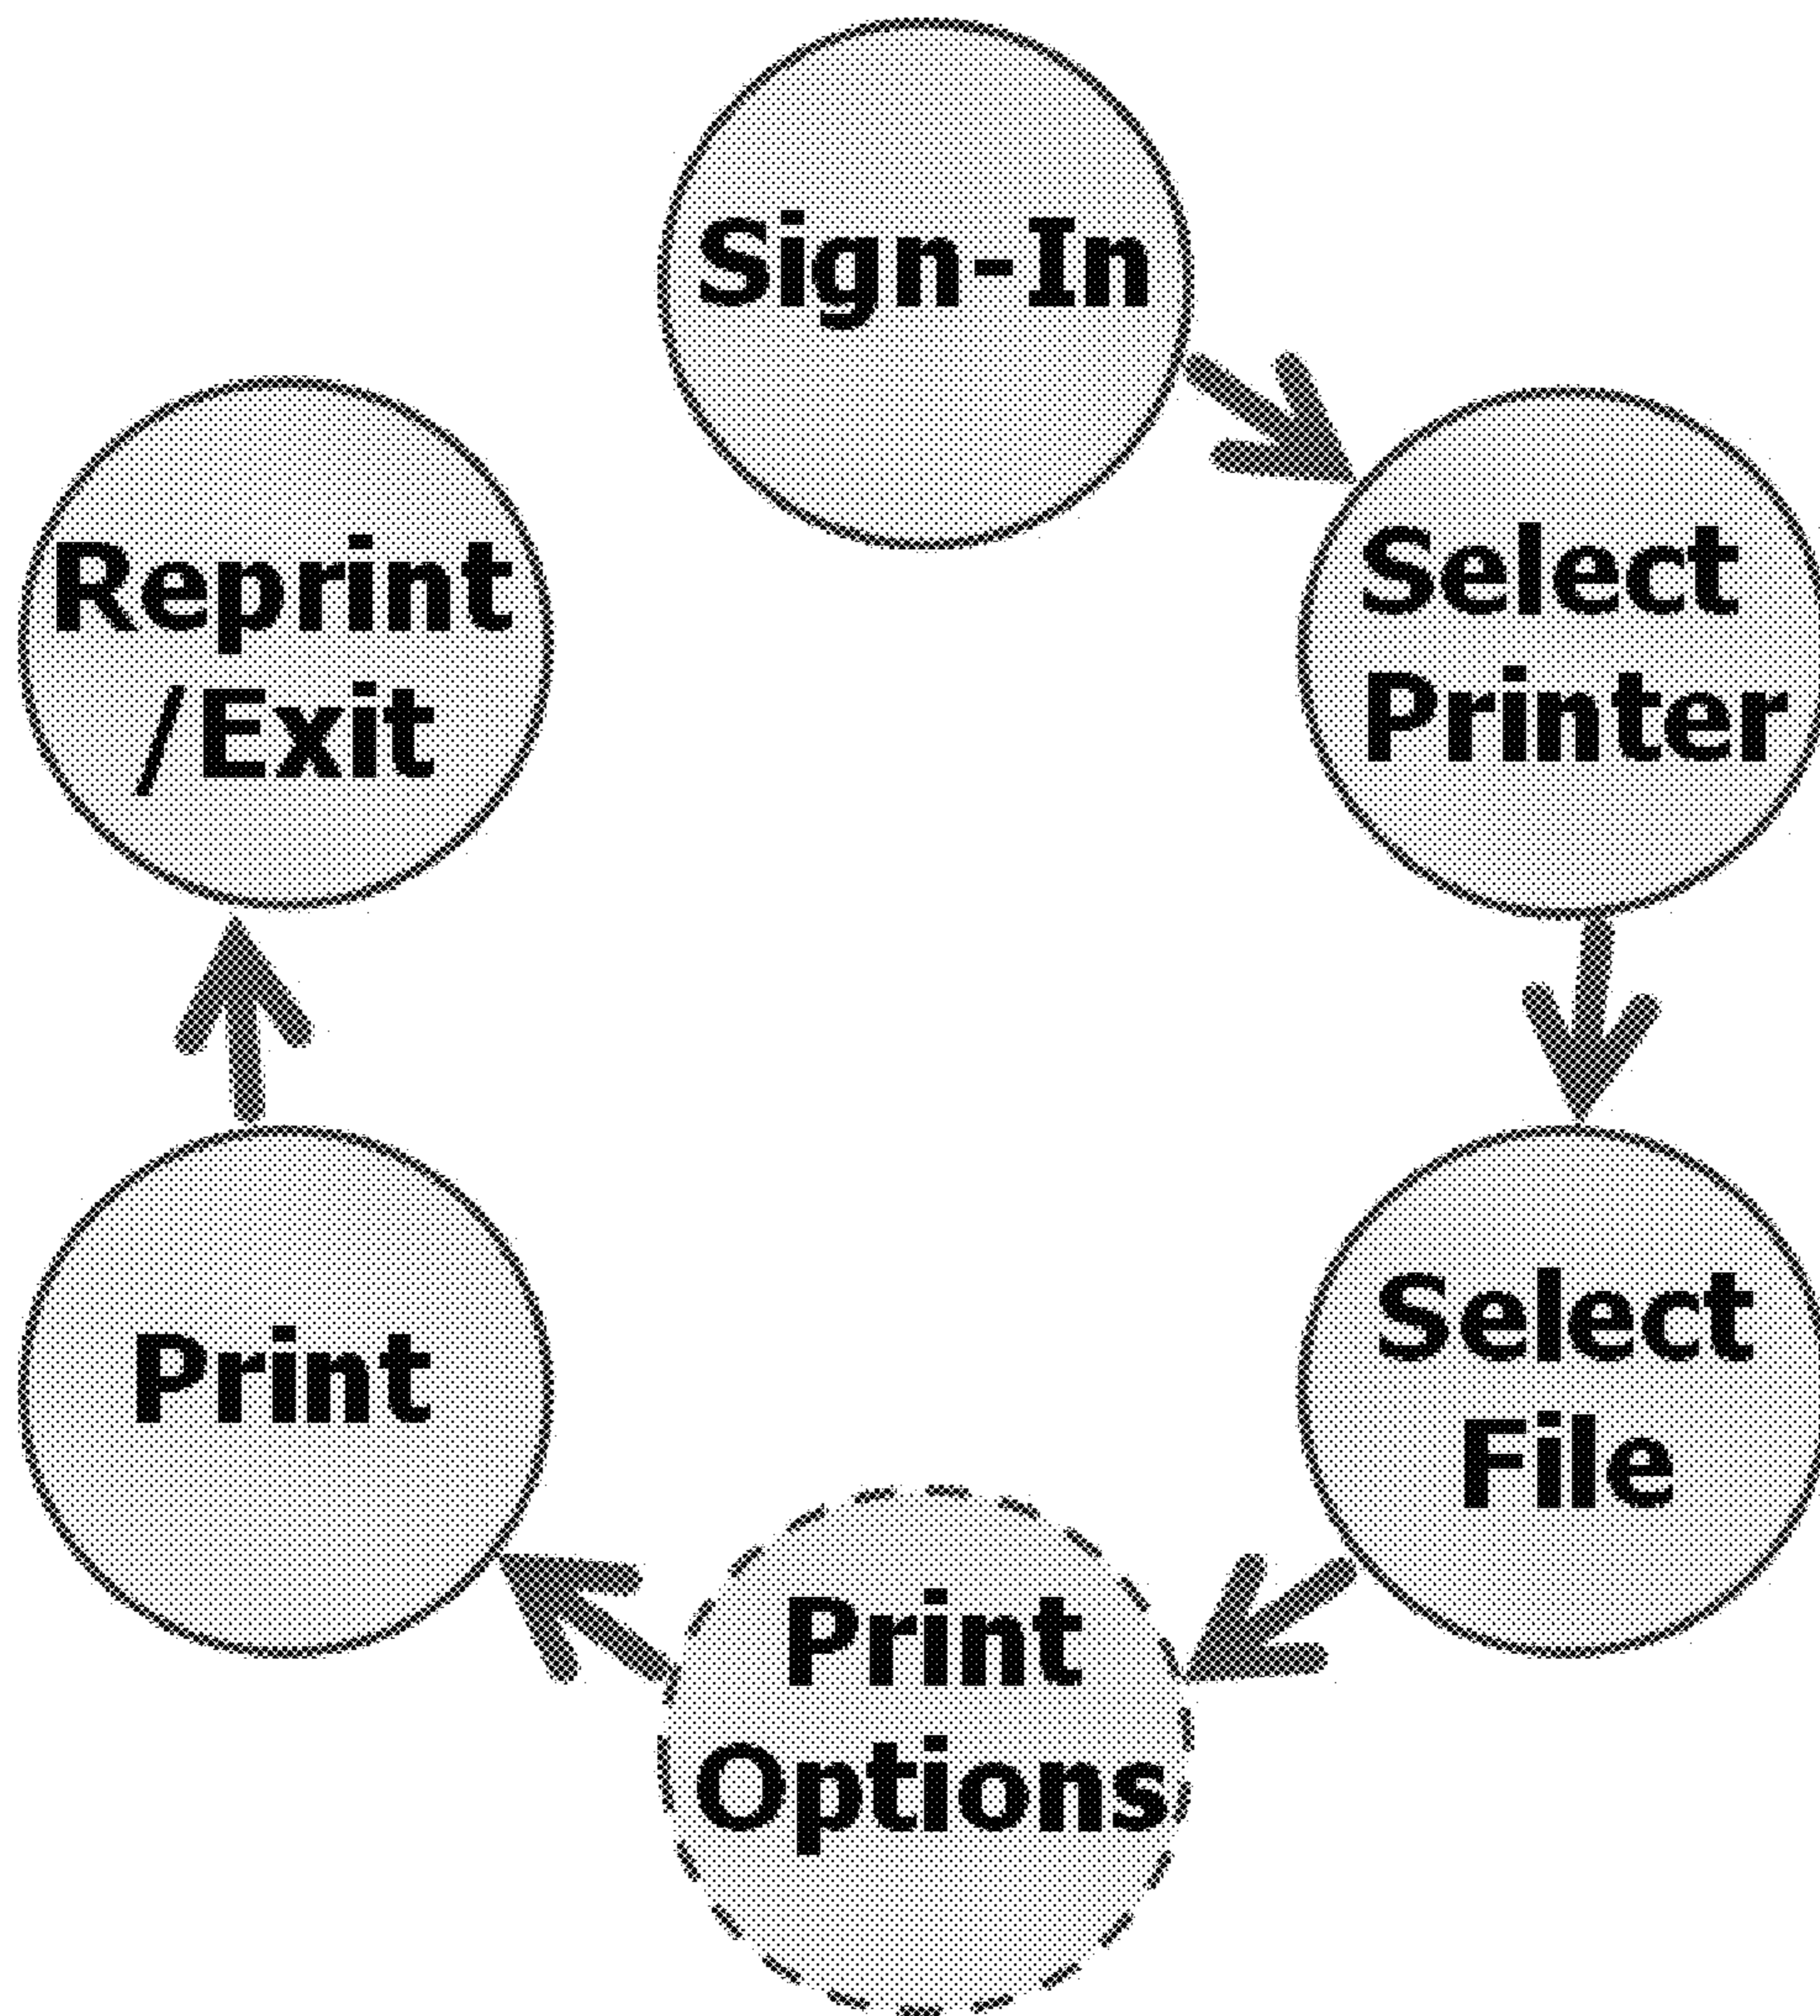 Sign-In
Select
Printer
Select
File
Print
Options
Print
Reprint
/Exit